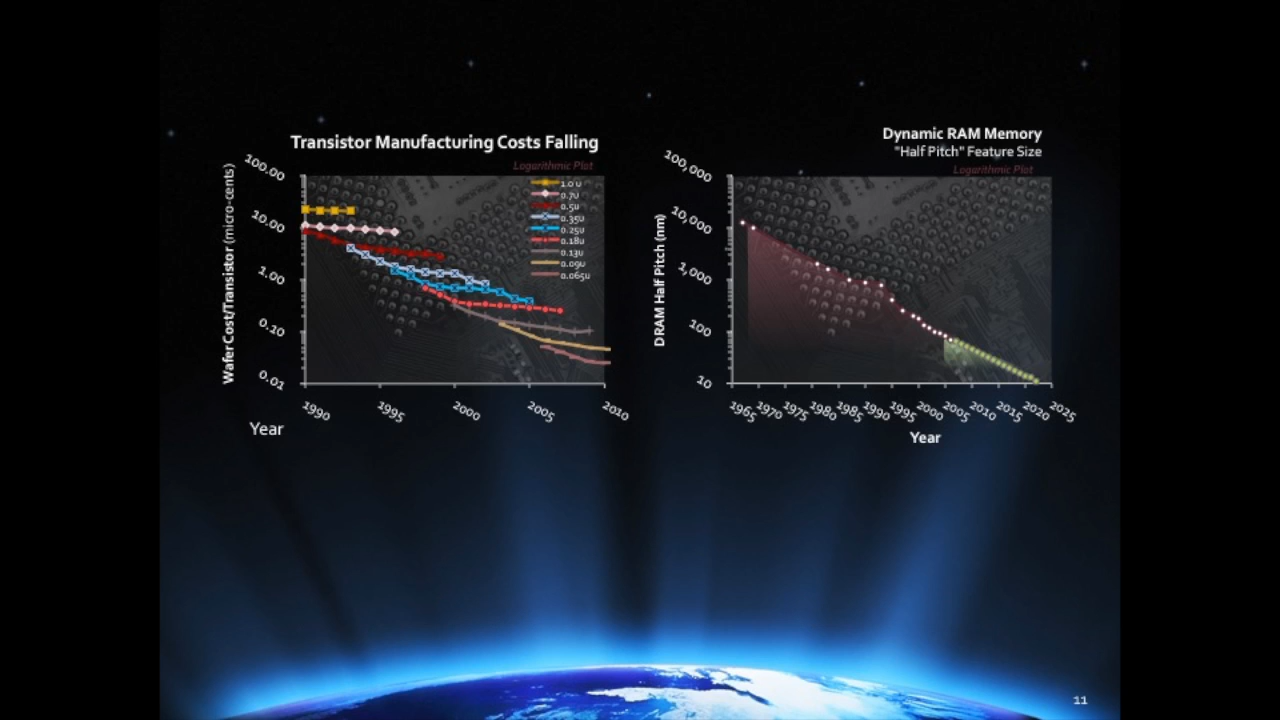 Transistor Manufacturing Costs Falling
Logarithmic Plot
Wafer Cost/Transistor (micro-cents)
100.00
10.00
1.00
0.10
0.01
1.0 u
0.7u
0.5u
0.35u
0.25u
0.18u
0.13u
0.09u
0.065u
1990
1995
2000
2005
2010
Year
Dynamic RAM Memory
"Half Pitch" Feature Size
Logarithmic Plot
DRAM Half Pitch (nm)
100,000
10,000
1,000
100
10
1965
1970
1975
1980
1985
1990
1995
2000
2005
2010
2015
2020
2025
Year
11